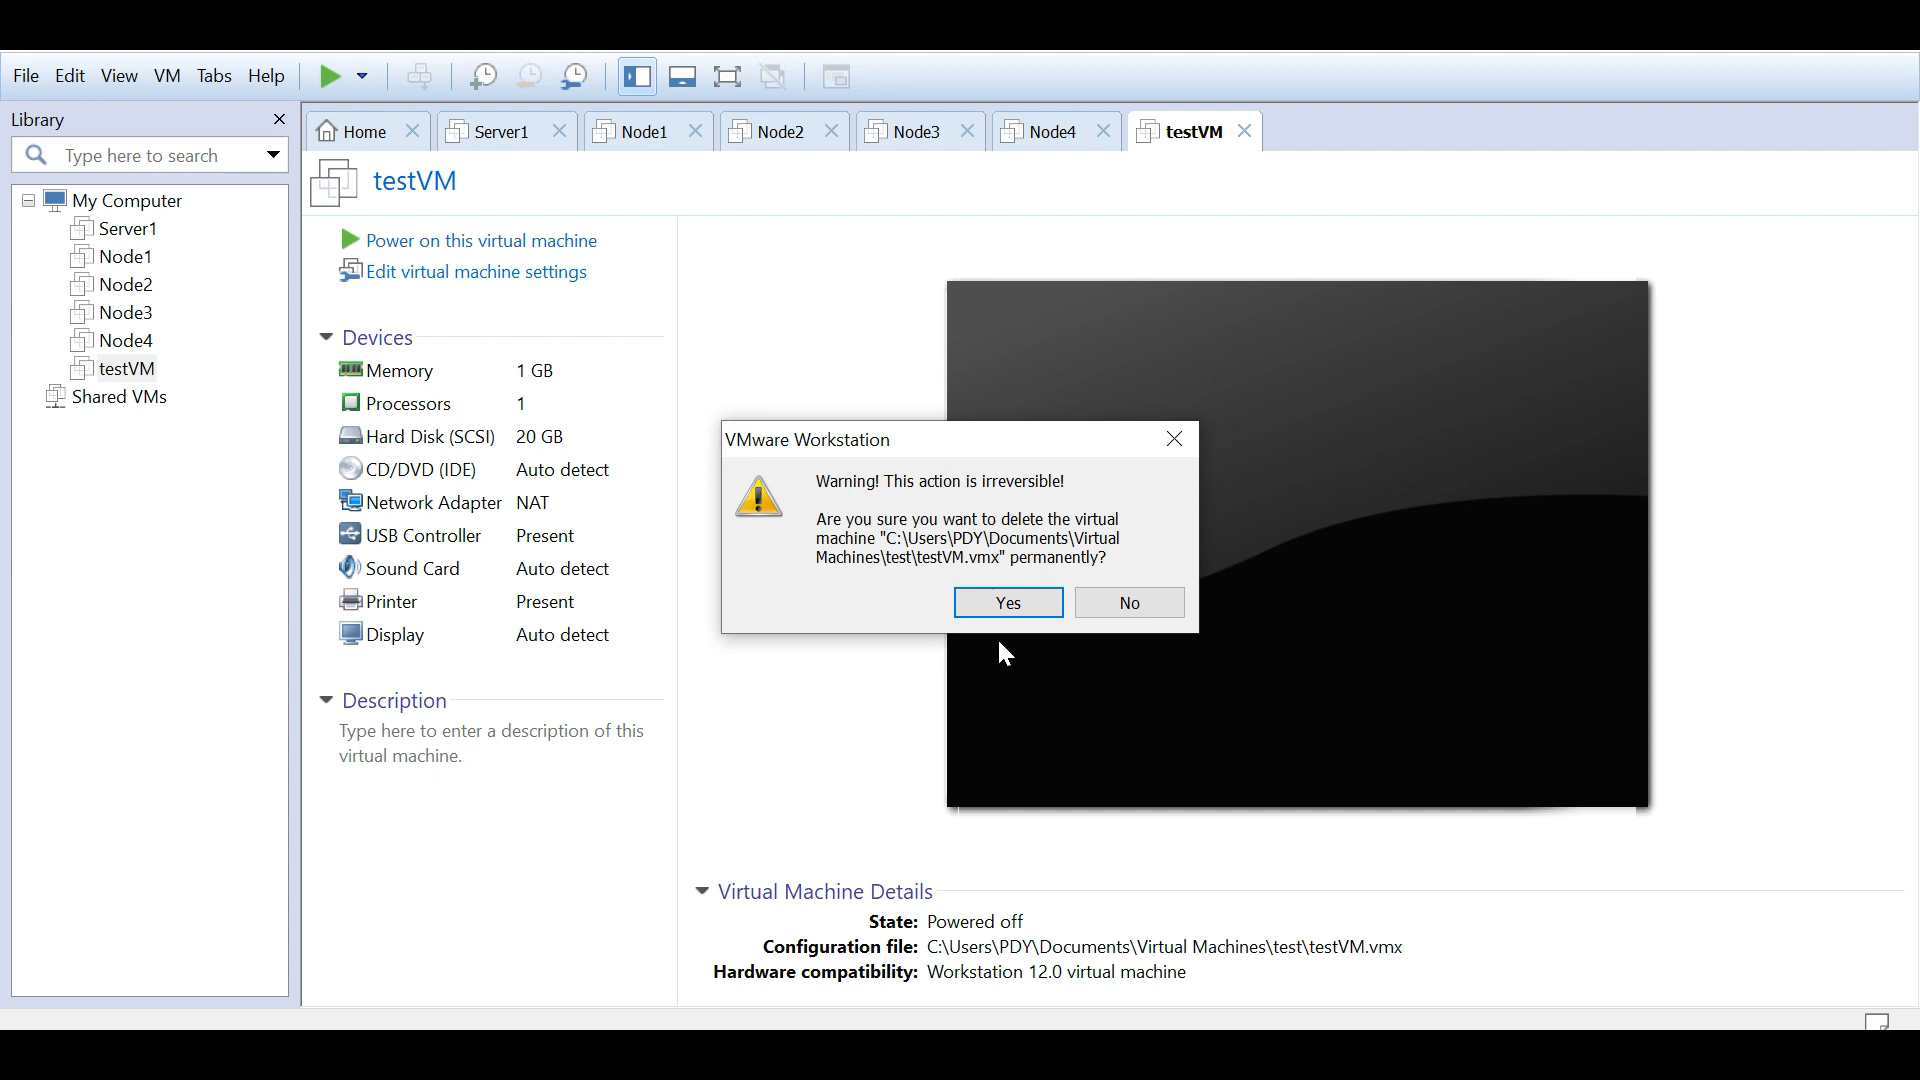 File Edit View VM Tabs Help
Library
Type here to search
My Computer
Server1
Node1
Node2
Node3
Node4
testVM
Shared VMs
Home Server1 Node1 Node2 Node3 Node4 testVM
testVM
Power on this virtual machine
Edit virtual machine settings
Devices
Memory 1 GB
Processors 1
Hard Disk (SCSI) 20 GB
CD/DVD (IDE) Auto detect
Network Adapter NAT
USB Controller Present
Sound Card Auto detect
Printer Present
Display Auto detect
Description
Type here to enter a description of this
virtual machine.
VMware Workstation
Warning! This action is irreversible!
Are you sure you want to delete the virtual
machine "C:\Users\PDY\Documents\Virtual
Machines\test\testVM.vmx" permanently?
Yes No
Virtual Machine Details
State: Powered off
Configuration file: C:\Users\PDY\Documents\Virtual Machines\test\testVM.vmx
Hardware compatibility: Workstation 12.0 virtual machine